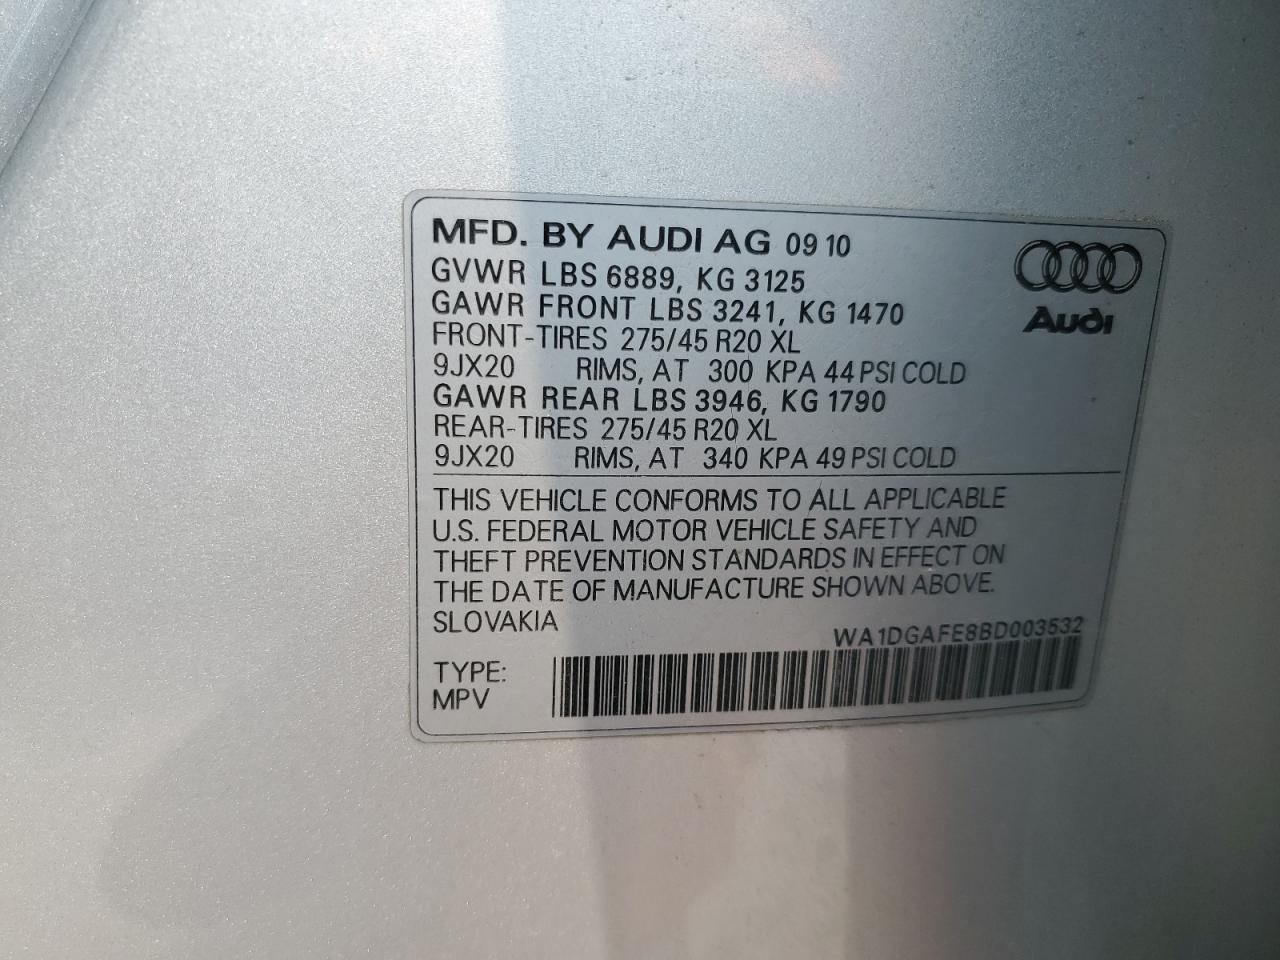 MFD. BY AUDI AG 09 10
GVWR LBS 6889, KG 3125
GAWR FRONT LBS 3241, KG 1470
FRONT-TIRES 275/45 R20 XL
9JX20 RIMS, AT 300 KPA 44 PSI COLD
GAWR REAR LBS 3946, KG 1790
REAR-TIRES 275/45 R20 XL
9JX20 RIMS, AT 340 KPA 49 PSI COLD
Audi
THIS VEHICLE CONFORMS TO ALL APPLICABLE
U.S. FEDERAL MOTOR VEHICLE SAFETY AND
THEFT PREVENTION STANDARDS IN EFFECT ON
THE DATE OF MANUFACTURE SHOWN ABOVE.
SLOVAKIA
WA1DGAFE8BD003532
TYPE:
MPV